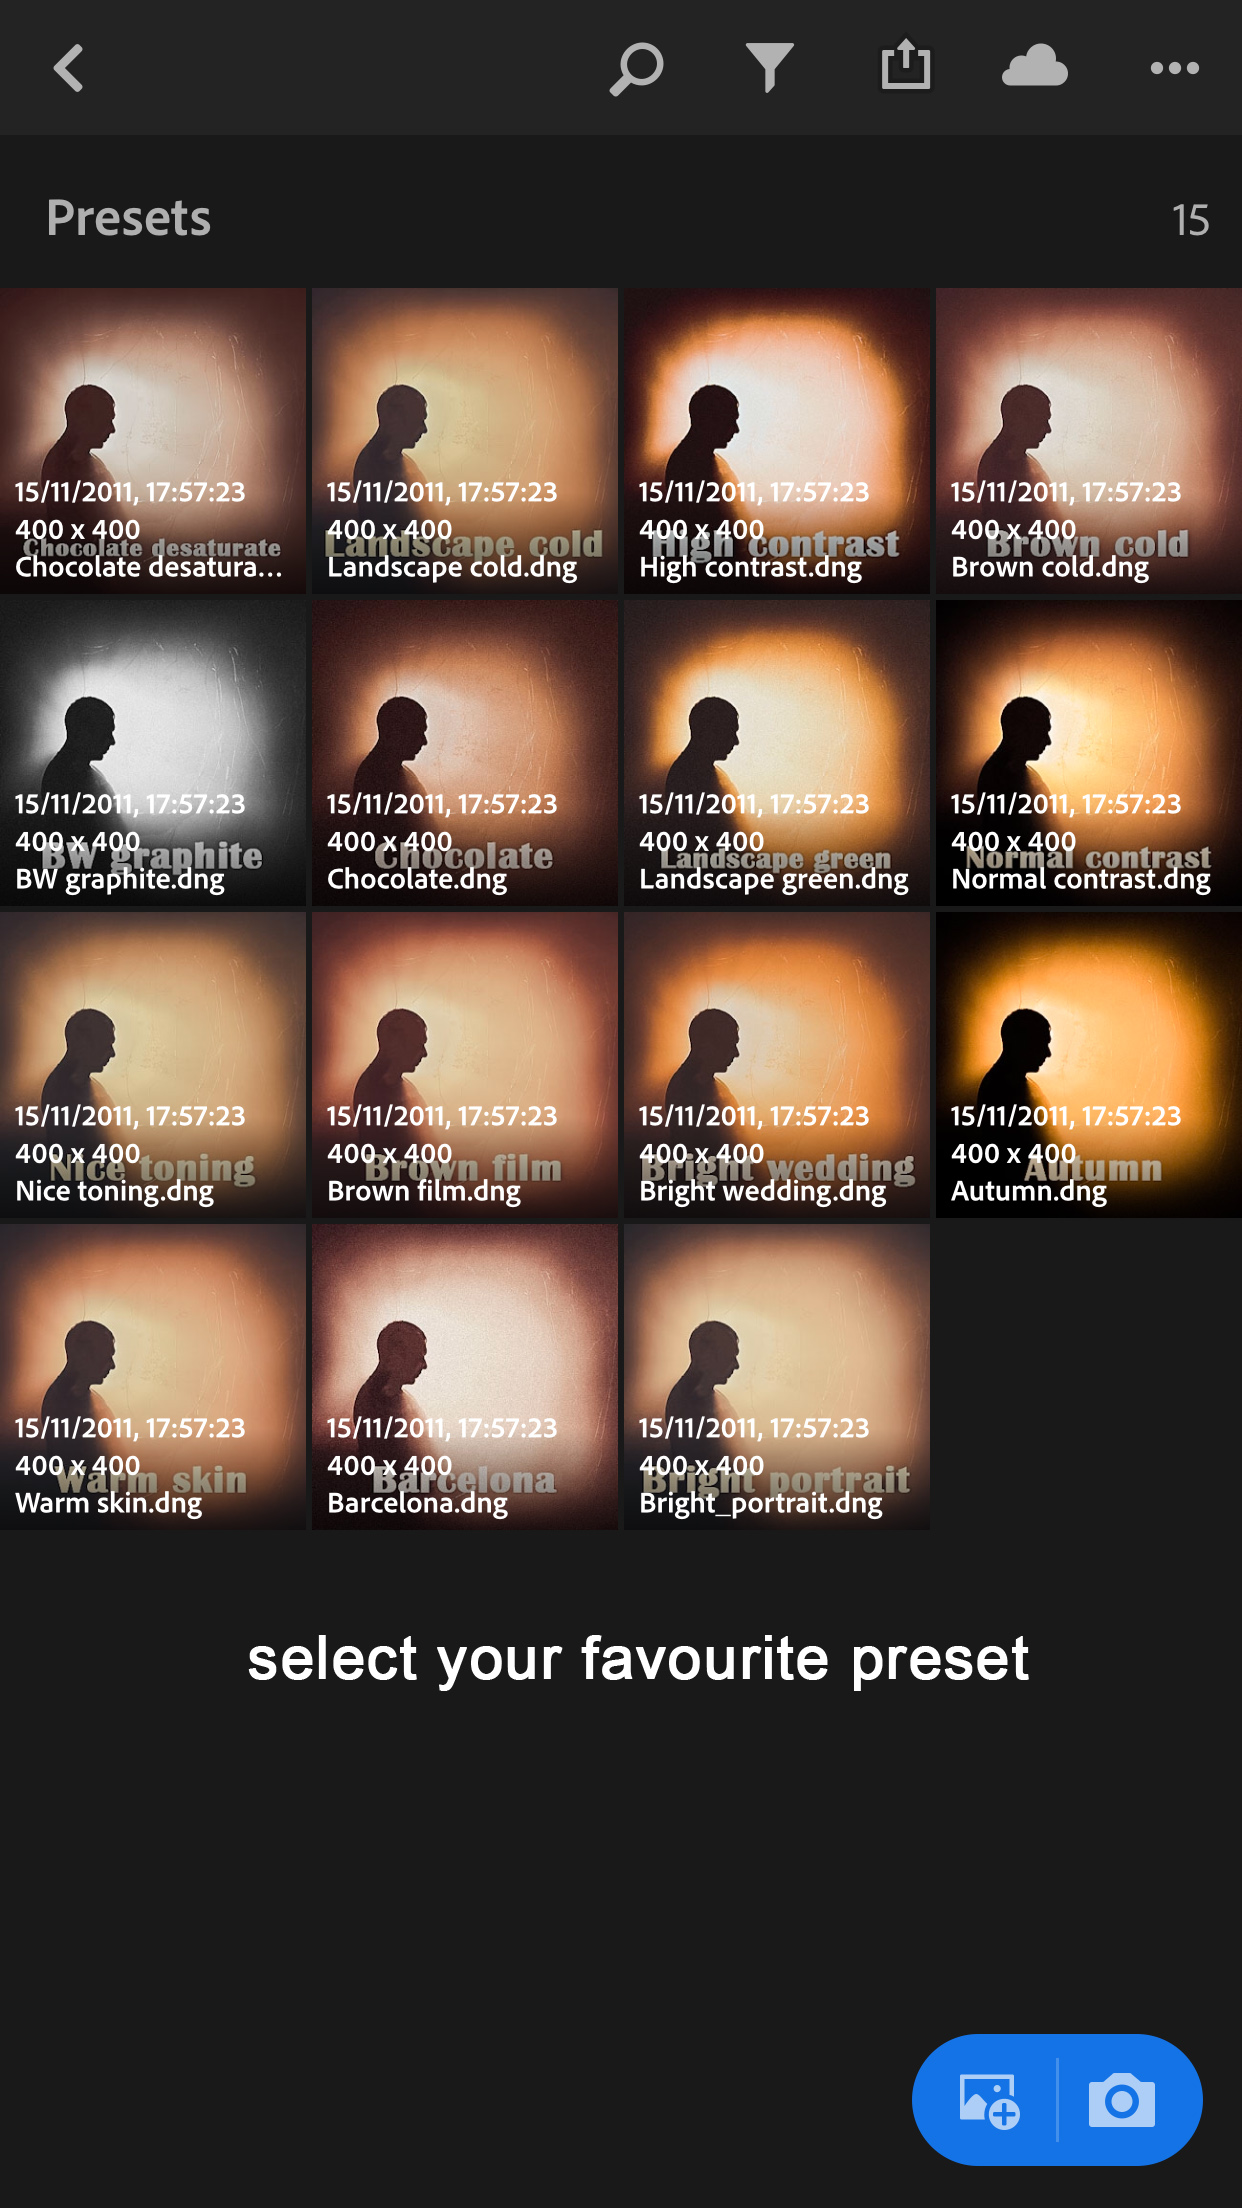 Presets
15
15/11/2011, 17:57:23
400 x 400
Chocolate desaturate
Chocolate desatura...
15/11/2011, 17:57:23
400 x 400
Landscape cold
Landscape cold.dng
15/11/2011, 17:57:23
400 x 400
High contrast
High contrast.dng
15/11/2011, 17:57:23
400 x 400
Brown cold
Brown cold.dng
15/11/2011, 17:57:23
400 x 400
BW graphite
BW graphite.dng
15/11/2011, 17:57:23
400 x 400
Chocolate
Chocolate.dng
15/11/2011, 17:57:23
400 x 400
Landscape green
Landscape green.dng
15/11/2011, 17:57:23
400 x 400
Normal contrast
Normal contrast.dng
15/11/2011, 17:57:23
400 x 400
Nice toning
Nice toning.dng
15/11/2011, 17:57:23
400 x 400
Brown film
Brown film.dng
15/11/2011, 17:57:23
400 x 400
Bright wedding
Bright wedding.dng
15/11/2011, 17:57:23
400 x 400
Autumn
Autumn.dng
15/11/2011, 17:57:23
400 x 400
Warm skin
Warm skin.dng
15/11/2011, 17:57:23
400 x 400
Barcelona
Barcelona.dng
15/11/2011, 17:57:23
400 x 400
Bright portrait
Bright_portrait.dng
select your favourite preset